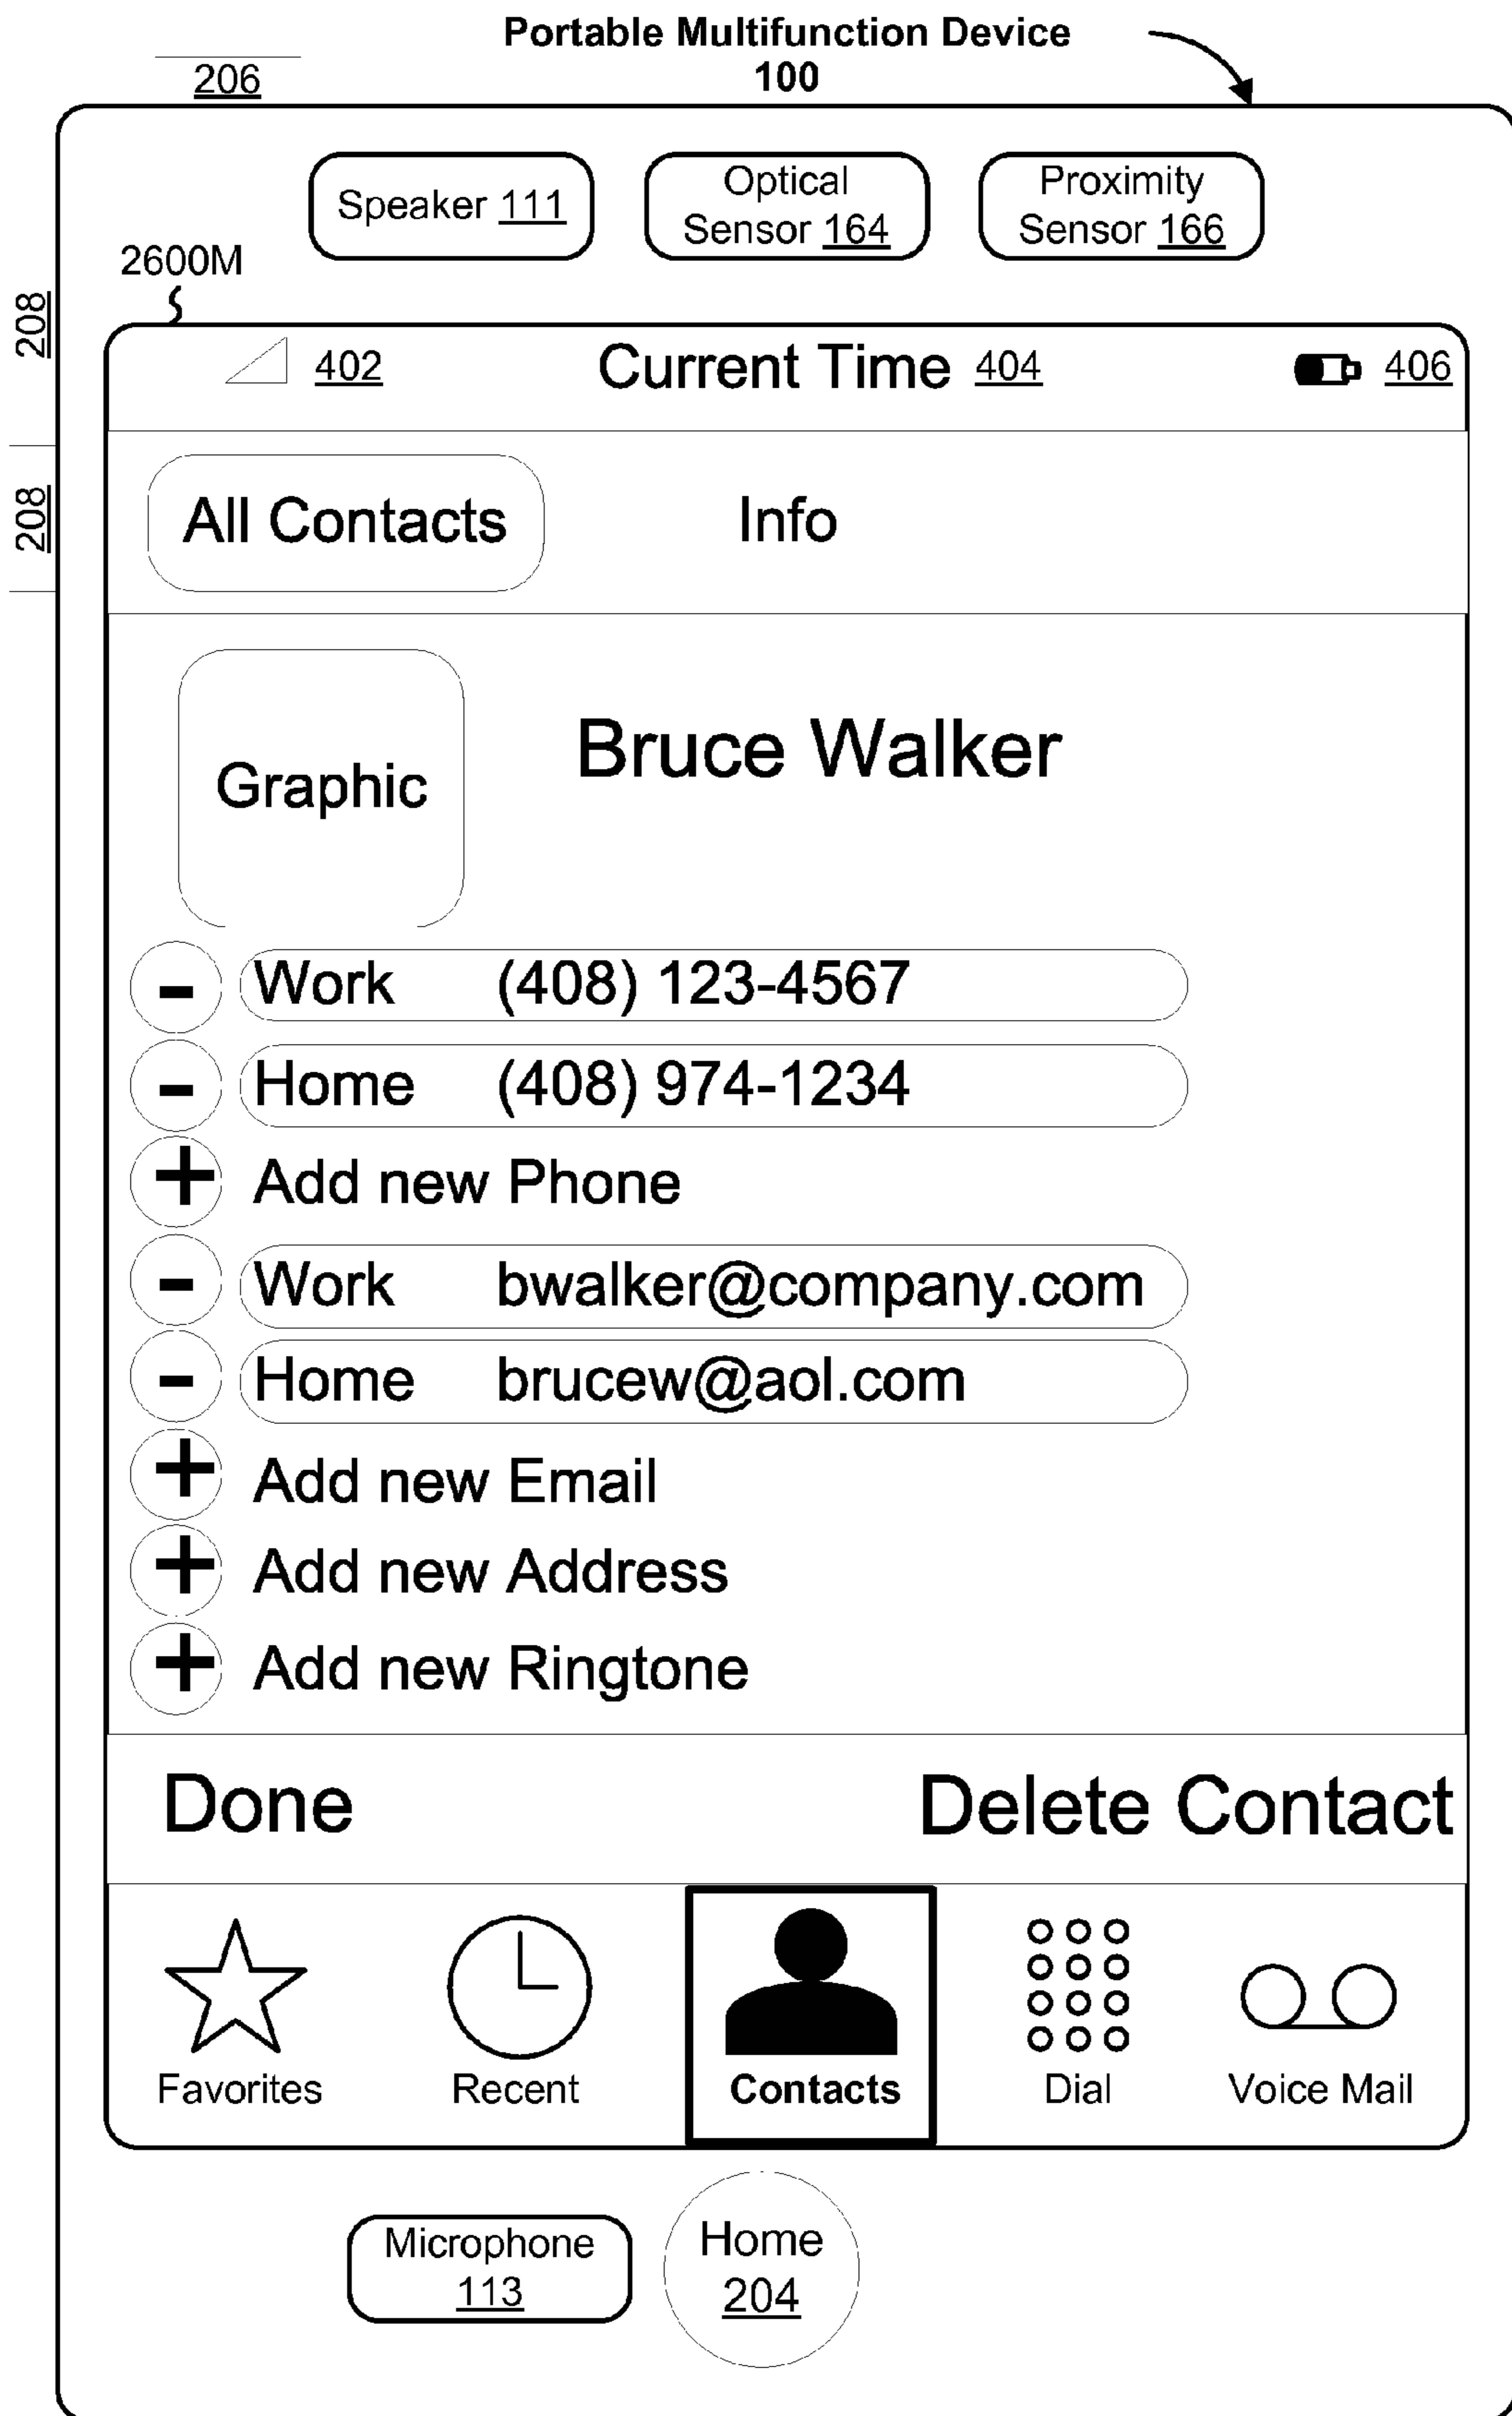 Portable Multifunction Device
100
206
Speaker 111
Optical
Sensor 164
Proximity
Sensor 166
2600M
208
402
Current Time 404
406
208
All Contacts
Info
Graphic
Bruce Walker
- Work (408) 123-4567
- Home (408) 974-1234
+ Add new Phone
- Work bwalker@company.com
- Home brucew@aol.com
+ Add new Email
+ Add new Address
+ Add new Ringtone
Done
Delete Contact
Favorites
Recent
Contacts
Dial
Voice Mail
Microphone
113
Home
204